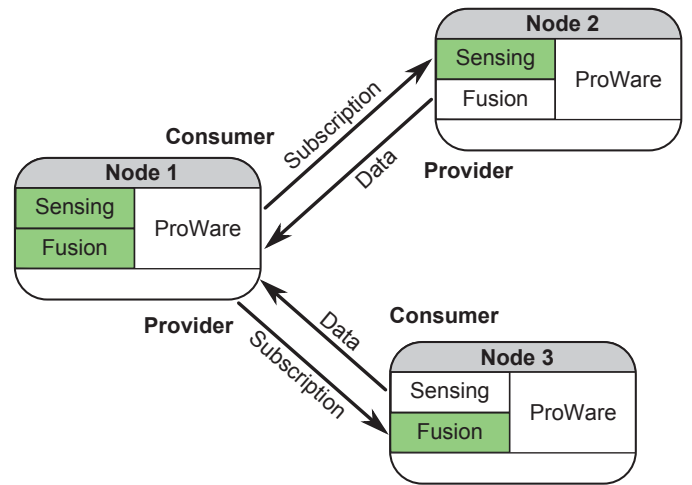 Node 2
Sensing
ProWare
Fusion
Subscription
Consumer
Data
Provider
Node 1
Sensing
ProWare
Fusion
Provider
Data
Consumer
Subscription
Node 3
Sensing
ProWare
Fusion